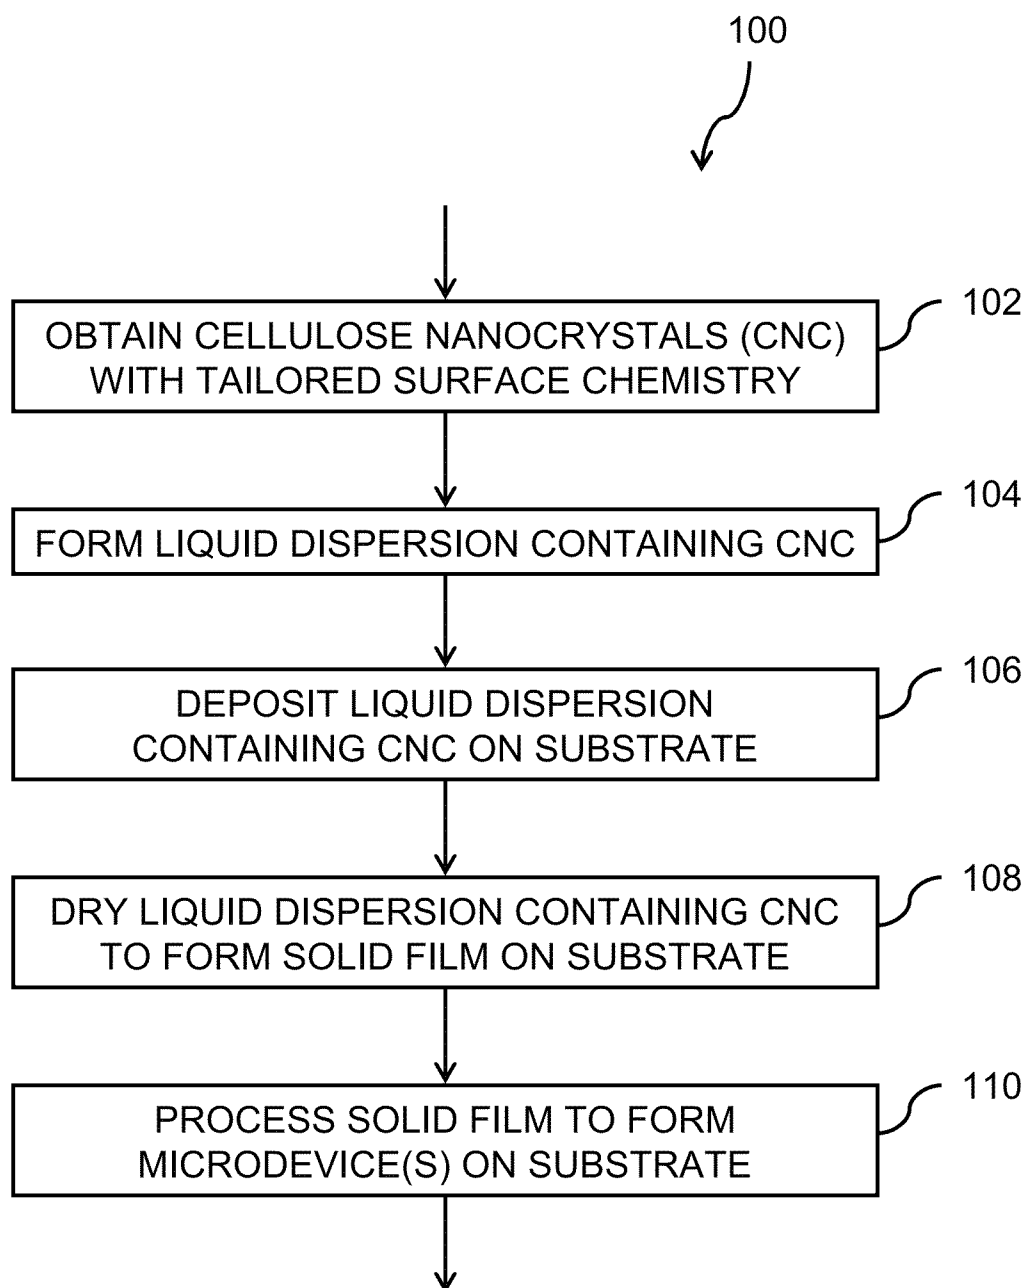 100
102
OBTAIN CELLULOSE NANOCRYSTALS (CNC)
WITH TAILORED SURFACE CHEMISTRY
104
FORM LIQUID DISPERSION CONTAINING CNC
106
DEPOSIT LIQUID DISPERSION
CONTAINING CNC ON SUBSTRATE
108
DRY LIQUID DISPERSION CONTAINING CNC
TO FORM SOLID FILM ON SUBSTRATE
110
PROCESS SOLID FILM TO FORM
MICRODEVICE(S) ON SUBSTRATE